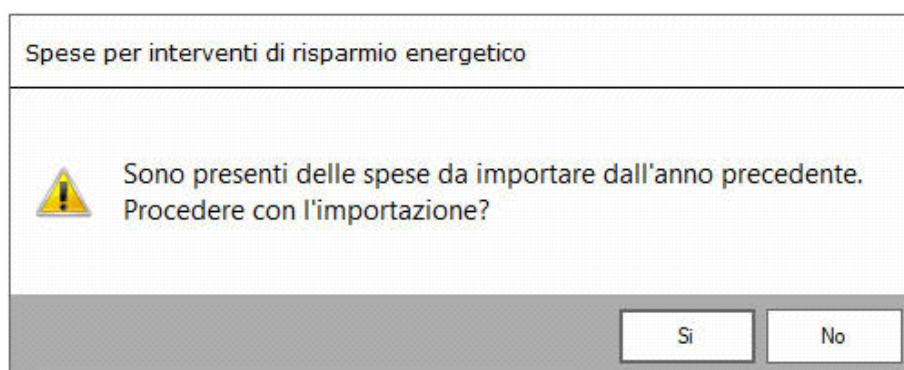 Spese per interventi di risparmio energetico
Sono presenti delle spese da importare dall'anno precedente.
Procedere con l'importazione?
Si
No